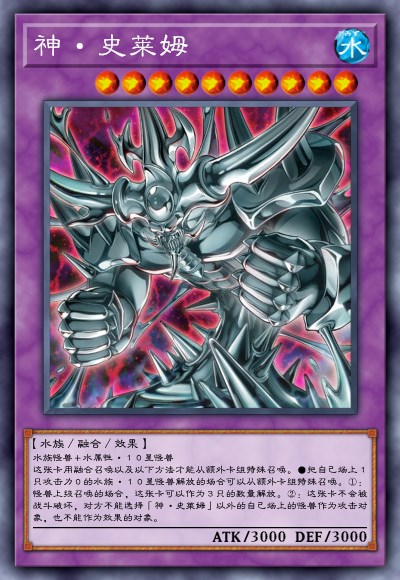 神·史莱姆
水
【水族／融合／效果】
水族怪兽＋水属性·１０星怪兽
这张卡用融合召唤以及以下方法才能从额外卡组特殊召唤。●把自己场上１
只攻击力０的水族·１０星怪兽解放的场合可以从额外卡组特殊召唤。①：
怪兽上级召唤的场合，这张卡可以作为３只的数量解放。②：这张卡不会被
战斗破坏，对方不能选择「神·史莱姆」以外的自己场上的怪兽作为攻击对
象，也不能作为效果的对象。
ATK/3000 DEF/3000